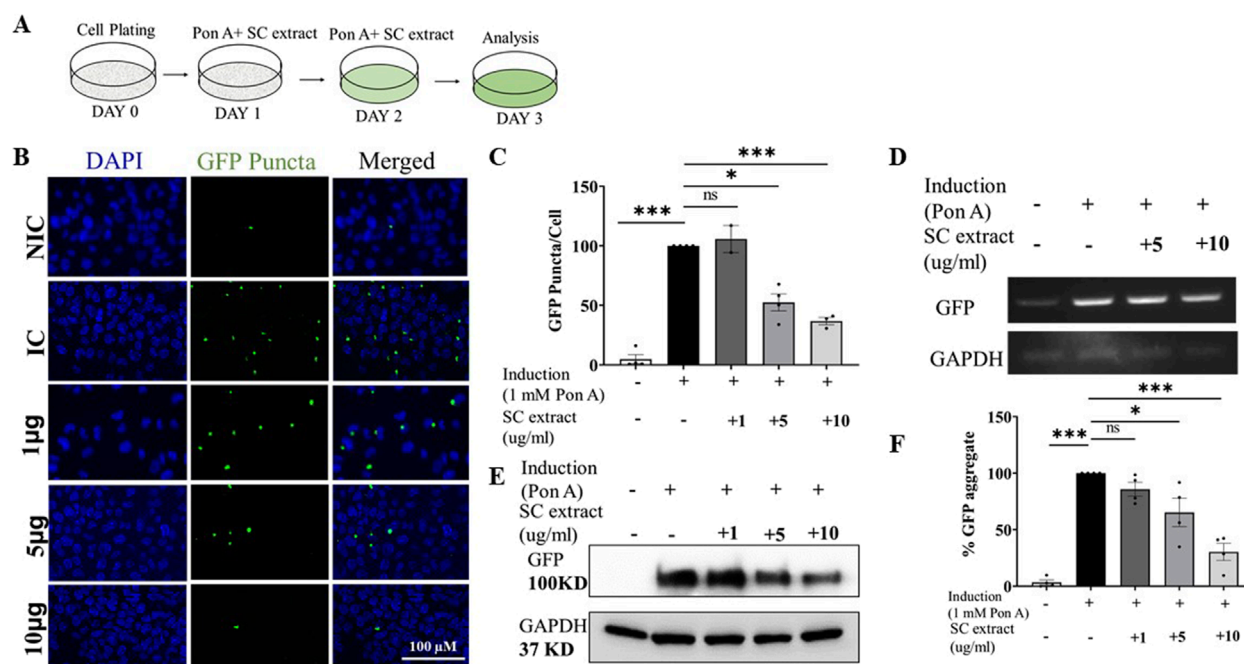 A
Cell Plating
Pon A+ SC extract
Pon A+ SC extract
Analysis
DAY 0
DAY 1
DAY 2
DAY 3
B
DAPI
GFP Puncta
Merged
NIC
IC
1µg
5µg
10µg
100 µM
C
***
*
ns
***
150
100
50
0
GFP Puncta/Cell
Induction
(1 mM Pon A)
- + + + +
SC extract
(ug/ml)
- - +1 +5 +10
D
Induction
(Pon A)
- + + +
SC extract
(ug/ml)
- - +5 +10
GFP
GAPDH
E
Induction
(Pon A)
- + + + +
SC extract
(ug/ml)
- - +1 +5 +10
GFP
100KD
GAPDH
37 KD
F
***
*
ns
***
150
100
50
0
% GFP aggregate
Induction
(1 mM Pon A)
- + + + +
SC extract
(ug/ml)
- - +1 +5 +10